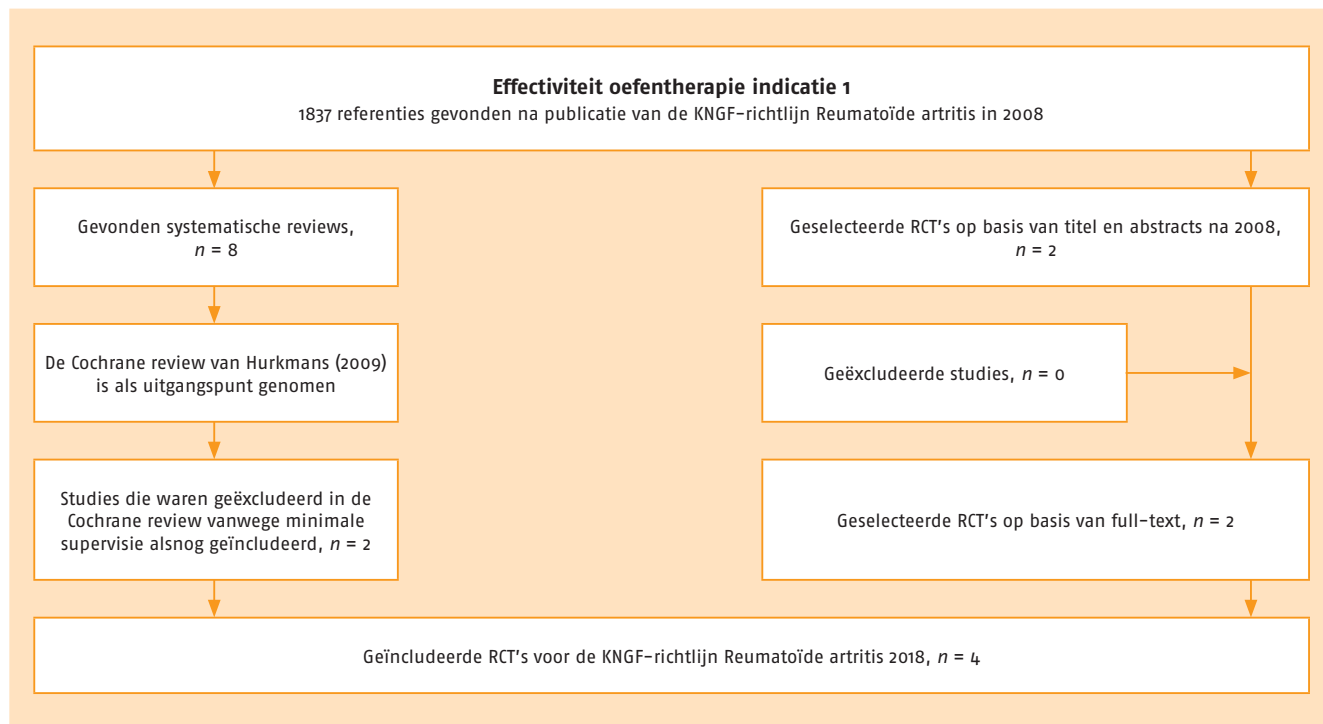 Effectiviteit oefentherapie indicatie 1
1837 referenties gevonden na publicatie van de KNGF-richtlijn Reumatoïde artritis in 2008
Gevonden systematische reviews,
n = 8
Geselecteerde RCT's op basis van titel en abstracts na 2008,
n = 2
De Cochrane review van Hurkmans (2009)
is als uitgangspunt genomen
Geëxcludeerde studies, n = 0
Studies die waren geëxcludeerd in de
Cochrane review vanwege minimale
supervisie alsnog geïncludeerd, n = 2
Geselecteerde RCT's op basis van full-text, n = 2
Geïncludeerde RCT's voor de KNGF-richtlijn Reumatoïde artritis 2018, n = 4